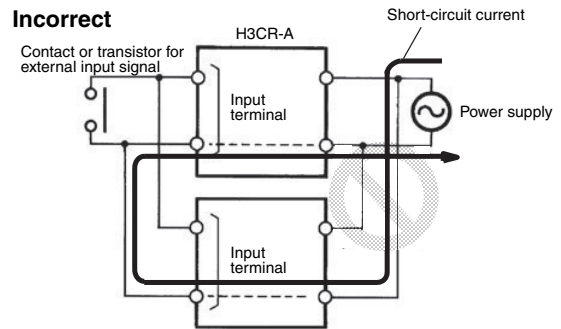 Incorrect
Short-circuit current
H3CR-A
Contact or transistor for
external input signal
Input
terminal
Power supply
Input
terminal